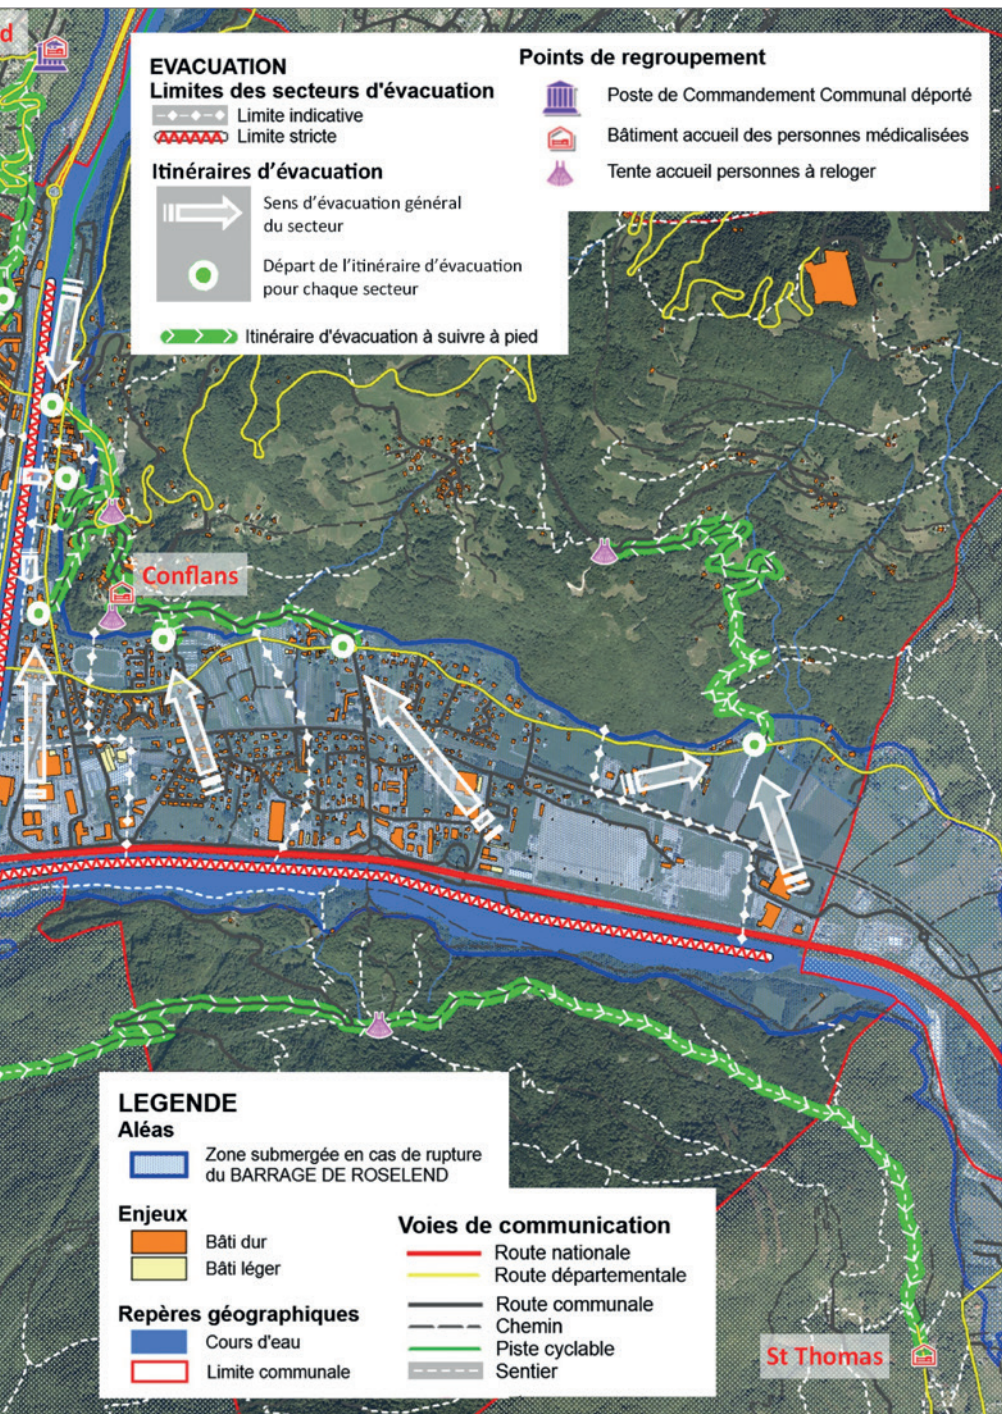 d
EVACUATION
Limites des secteurs d'évacuation
Limite indicative
Limite stricte
Itinéraires d'évacuation
Sens d'évacuation général
du secteur
Départ de l'itinéraire d'évacuation
pour chaque secteur
Itinéraire d'évacuation à suivre à pied
Points de regroupement
Poste de Commandement Communal déporté
Bâtiment accueil des personnes médicalisées
Tente accueil personnes à reloger
Conflans
LEGENDE
Aléas
Zone submergée en cas de rupture
du BARRAGE DE ROSELEND
Enjeux
Bâti dur
Bâti léger
Repères géographiques
Cours d'eau
Limite communale
Voies de communication
Route nationale
Route départementale
Route communale
Chemin
Piste cyclable
Sentier
St Thomas